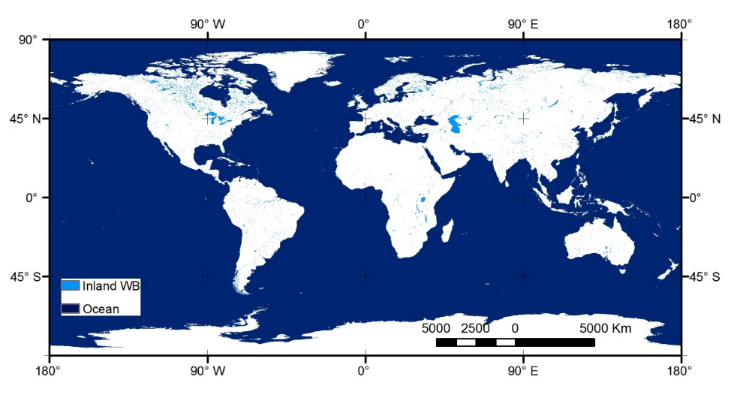 90° W 0° 90° E 180°
90°
45° N 45° N
0° 0°
45° S 45° S
Inland WB
Ocean
5000 2500 0 5000 Km
180° 90° W 0° 90° E 180°